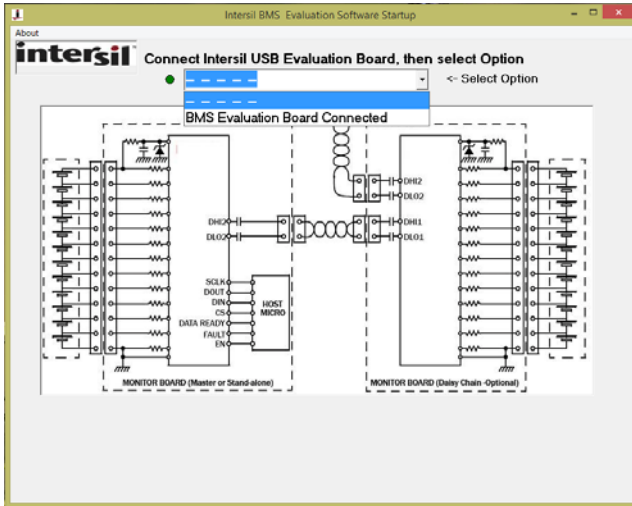 Intersil BMS Evaluation Software Startup
About
intersil
Connect Intersil USB Evaluation Board, then select Option
– – – – –
<- Select Option
– – – – –
BMS Evaluation Board Connected
DHI2
DLO2
DHI2
DLO2
DHI1
DLO1
SCLK
DOUT
DIN
CS
DATA READY
FAULT
EN
HOST
MICRO
MONITOR BOARD (Master or Stand-alone)
MONITOR BOARD (Daisy Chain -Optional)